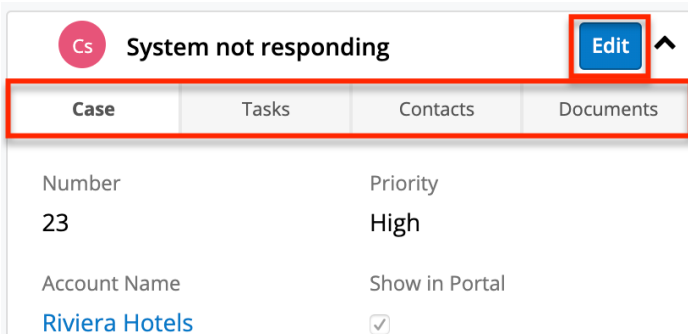 Cs System not responding Edit
Case Tasks Contacts Documents
Number Priority
23 High
Account Name Show in Portal
Riviera Hotels